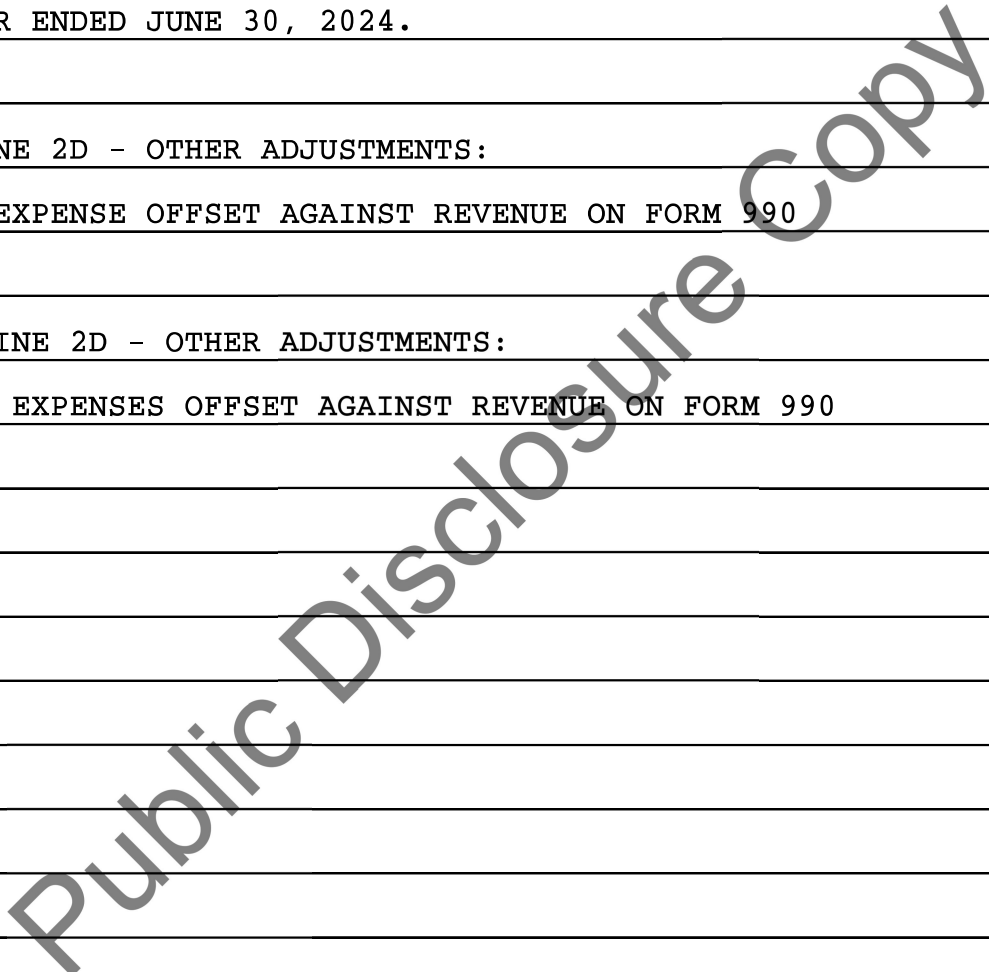 R ENDED JUNE 30, 2024.
NE 2D - OTHER ADJUSTMENTS:
EXPENSE OFFSET AGAINST REVENUE ON FORM 990
INE 2D - OTHER ADJUSTMENTS:
EXPENSES OFFSET AGAINST REVENUE ON FORM 990
Public Disclosure Copy